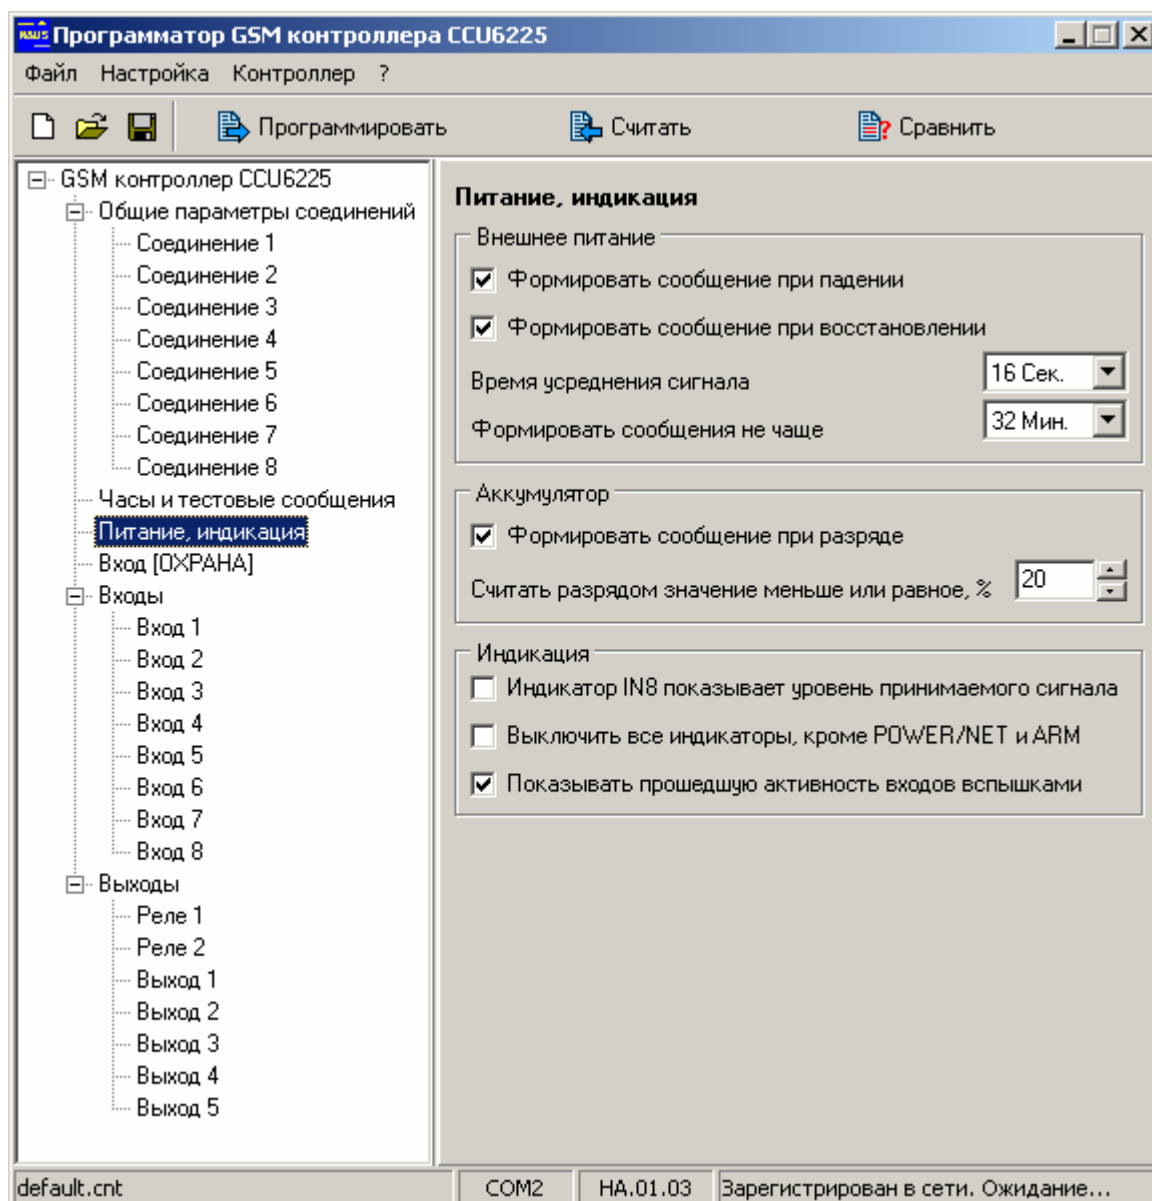 Программатор GSM контроллера CCU6225
Файл Настройка Контроллер ?
Программировать Считать Сравнить
GSM контроллер CCU6225
Общие параметры соединений
Соединение 1
Соединение 2
Соединение 3
Соединение 4
Соединение 5
Соединение 6
Соединение 7
Соединение 8
Часы и тестовые сообщения
Питание, индикация
Вход [ОХРАНА]
Входы
Вход 1
Вход 2
Вход 3
Вход 4
Вход 5
Вход 6
Вход 7
Вход 8
Выходы
Реле 1
Реле 2
Выход 1
Выход 2
Выход 3
Выход 4
Выход 5
Питание, индикация
Внешнее питание
Формировать сообщение при падении
Формировать сообщение при восстановлении
Время усреднения сигнала 16 Сек.
Формировать сообщения не чаще 32 Мин.
Аккумулятор
Формировать сообщение при разряде
Считать разрядом значение меньше или равное, % 20
Индикация
Индикатор IN8 показывает уровень принимаемого сигнала
Выключить все индикаторы, кроме POWER/NET и ARM
Показывать прошедшую активность входов вспышками
default.cnt COM2 HA.01.03 Зарегистрирован в сети. Ожидание...